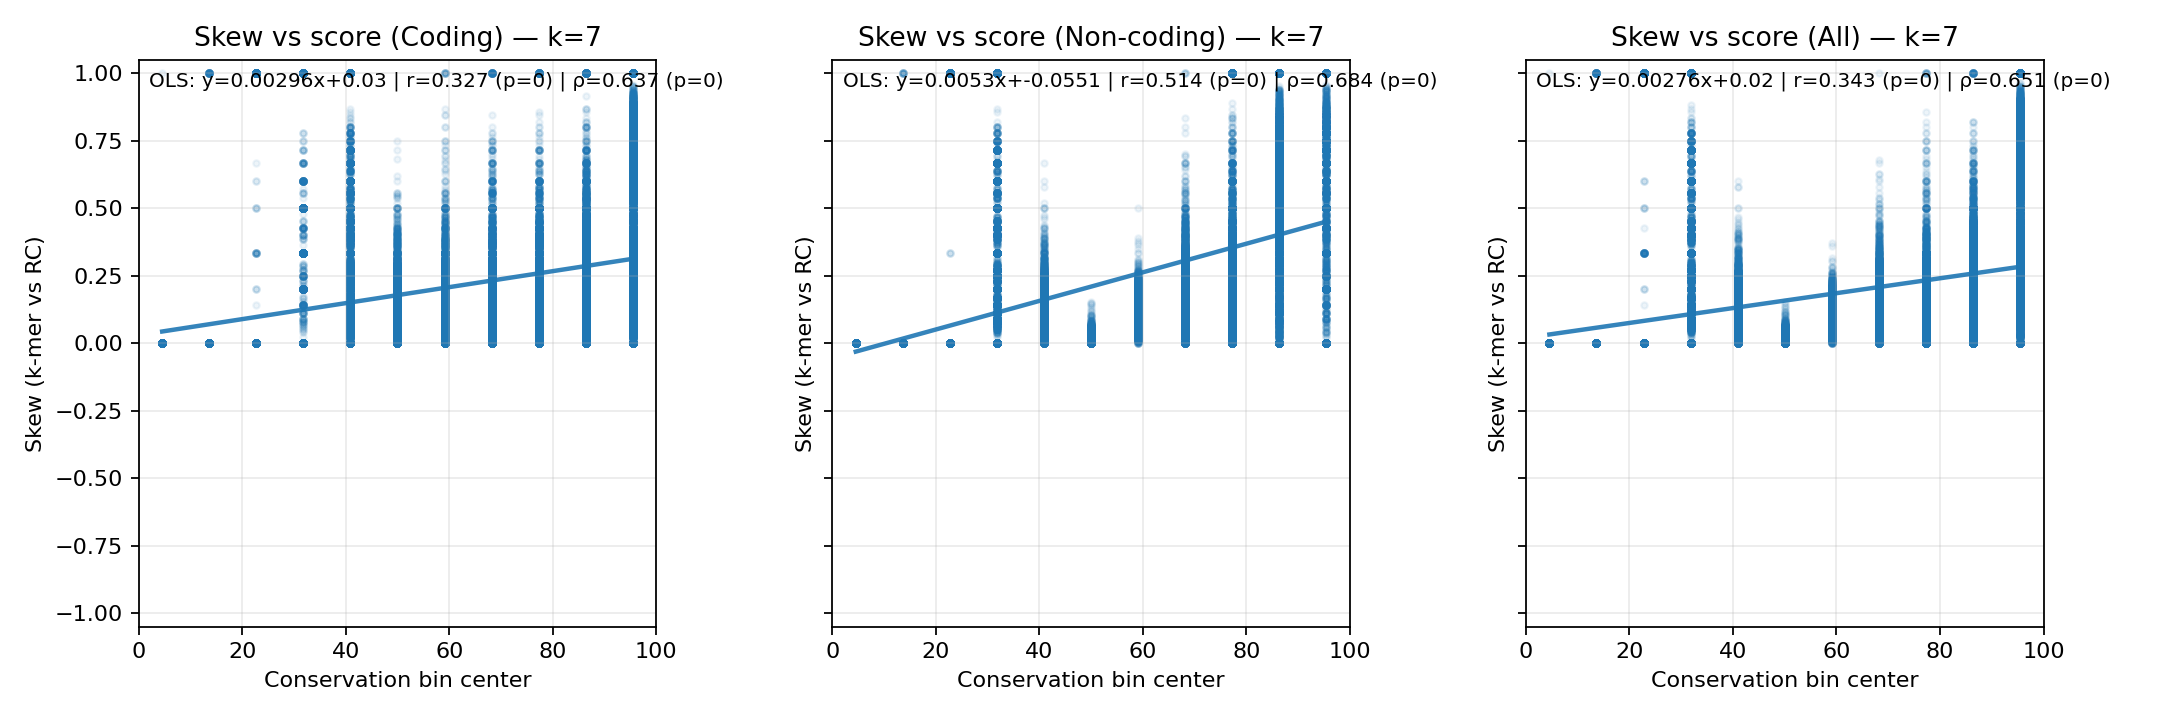 Skew vs score (Coding) — k=7
OLS: y=0.00296x+0.03 | r=0.327 (p=0) | ρ=0.637 (p=0)
1.00
0.75
0.50
0.25
0.00
−0.25
−0.50
−0.75
−1.00
Skew (k-mer vs RC)
0 20 40 60 80 100
Conservation bin center
Skew vs score (Non-coding) — k=7
OLS: y=0.0053x+-0.0551 | r=0.514 (p=0) | ρ=0.684 (p=0)
Skew (k-mer vs RC)
0 20 40 60 80 100
Conservation bin center
Skew vs score (All) — k=7
OLS: y=0.00276x+0.02 | r=0.343 (p=0) | ρ=0.651 (p=0)
Skew (k-mer vs RC)
0 20 40 60 80 100
Conservation bin center